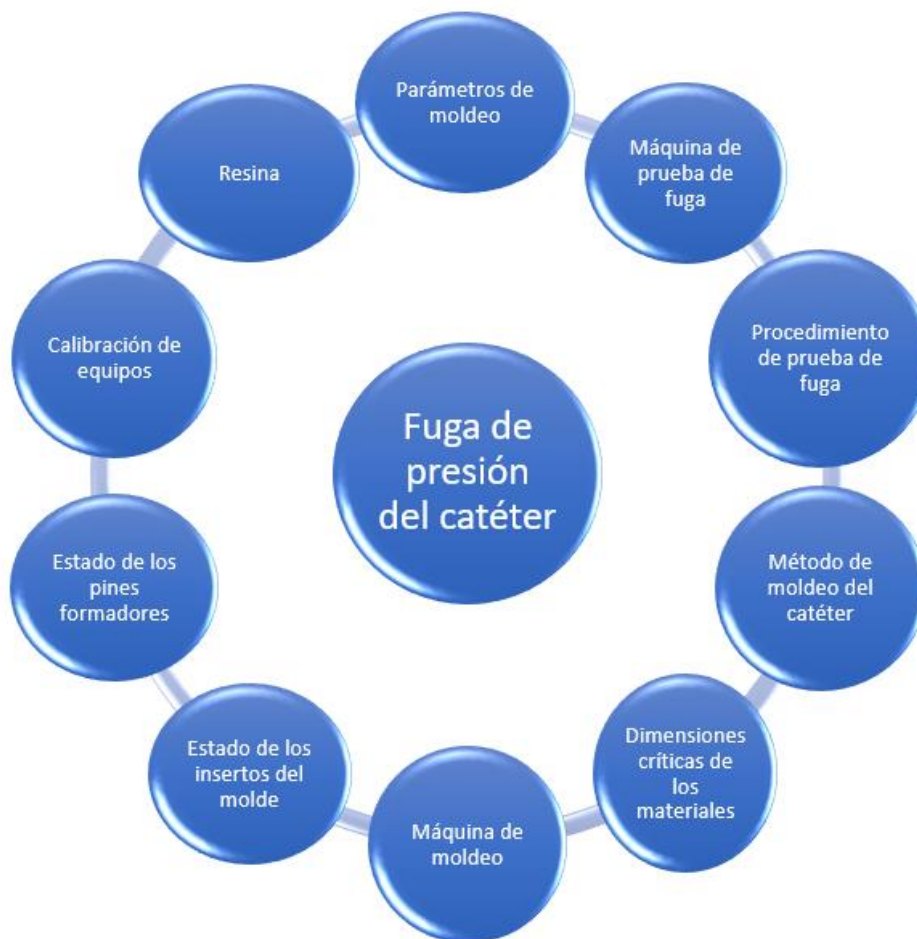 Parámetros de
moldeo
Máquina de
prueba de
fuga
Procedimiento
de prueba de
fuga
Método de
moldeo del
catéter
Dimensiones
críticas de
los
materiales
Máquina de
moldeo
Estado de los
insertos del
molde
Estado de los
pines
formadores
Calibración de
equipos
Resina
Fuga de
presión
del catéter